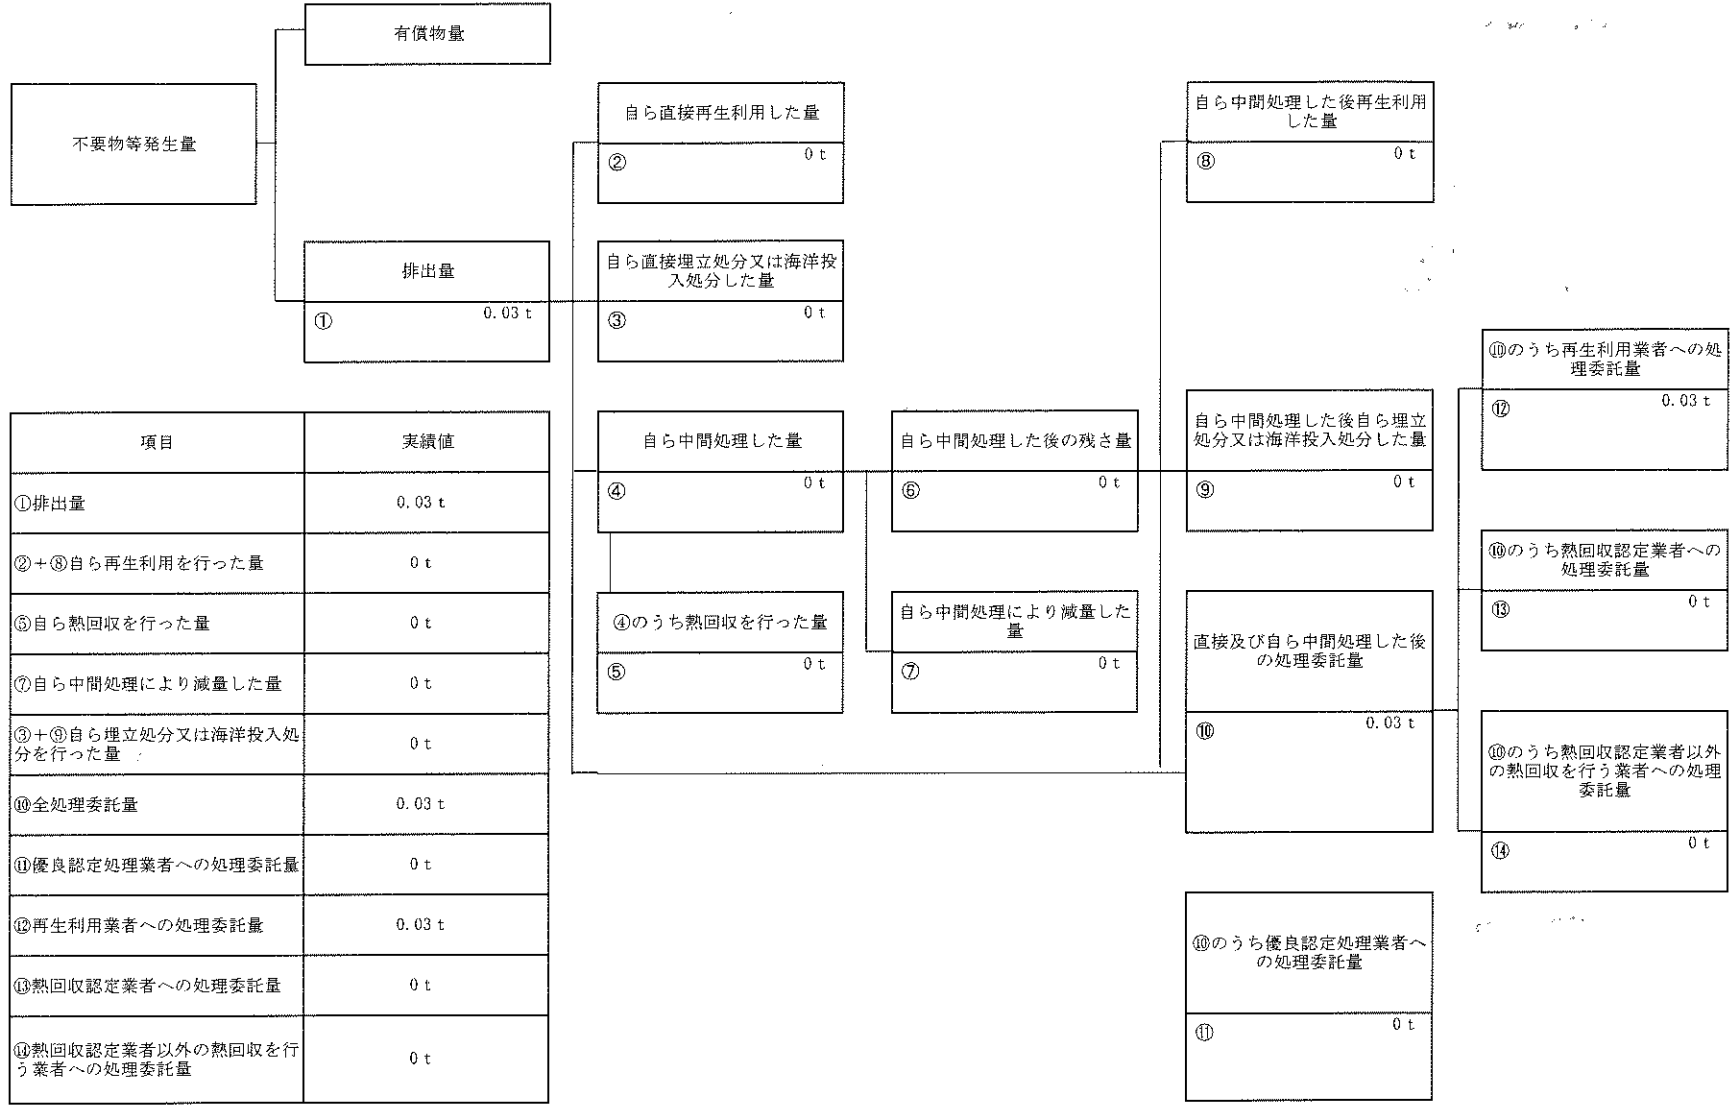 有償物量
不要物等発生量
排出量
①
0.03 t
自ら直接再生利用した量
②
0 t
自ら直接埋立処分又は海洋投
入処分した量
③
0 t
自ら中間処理した量
④
0 t
④のうち熱回収を行った量
⑤
0 t
自ら中間処理した後の残さ量
⑥
0 t
自ら中間処理により減量した
量
⑦
0 t
自ら中間処理した後再生利用
した量
⑧
0 t
自ら中間処理した後自ら埋立
処分又は海洋投入処分した量
⑨
0 t
直接及び自ら中間処理した後
の処理委託量
⑩
0.03 t
⑩のうち優良認定処理業者へ
の処理委託量
⑪
0 t
⑩のうち再生利用業者への処
理委託量
⑫
0.03 t
⑩のうち熱回収認定業者への
処理委託量
⑬
0 t
⑩のうち熱回収認定業者以外
の熱回収を行う業者への処理
委託量
⑭
0 t
項目
実績値
①排出量
0.03 t
②+⑧自ら再生利用を行った量
0 t
⑤自ら熱回収を行った量
0 t
⑦自ら中間処理により減量した量
0 t
③+⑨自ら埋立処分又は海洋投入処
分を行った量
0 t
⑩全処理委託量
0.03 t
⑪優良認定処理業者への処理委託量
0 t
⑫再生利用業者への処理委託量
0.03 t
⑬熱回収認定業者への処理委託量
0 t
⑭熱回収認定業者以外の熱回収を行
う業者への処理委託量
0 t